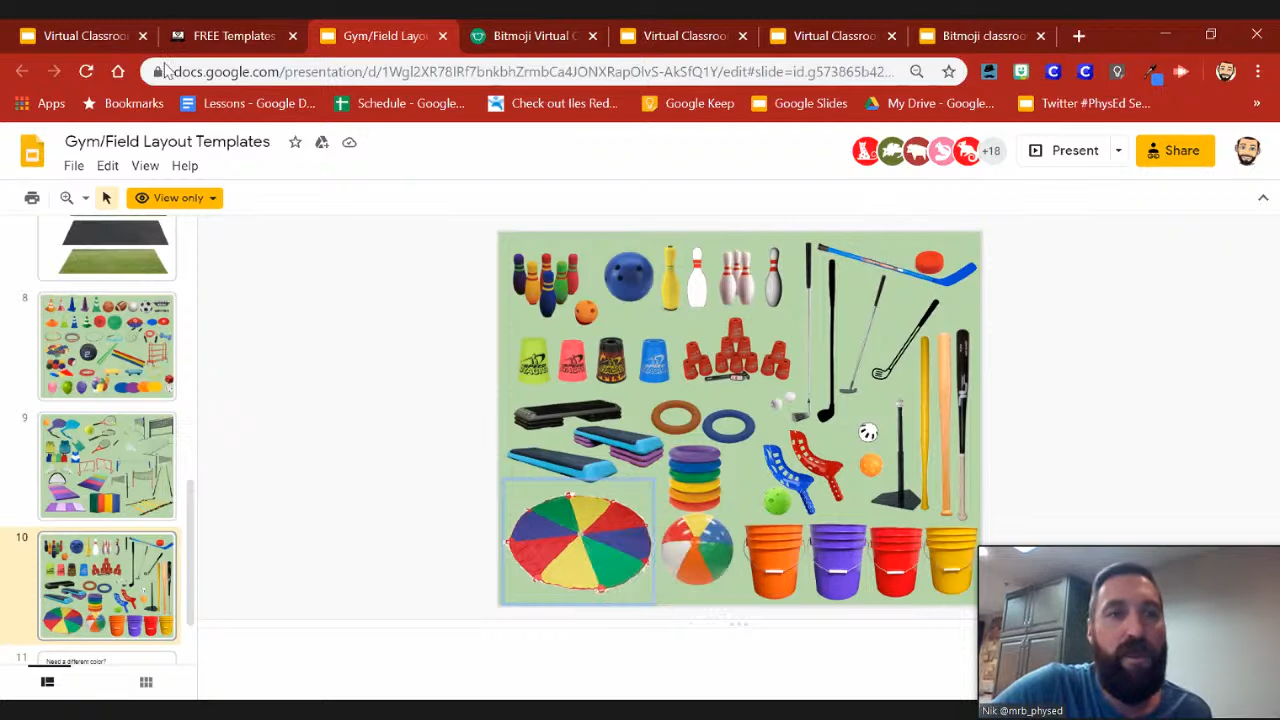 Virtual Classroo
FREE Templates
Gym/Field Layou
Bitmoji Virtual C
Virtual Classroo
Virtual Classroo
Bitmoji classroo
docs.google.com/presentation/d/1Wgl2XR78lRf7bnkbhZrmbCa4JONXRapOlvS-AkSfQ1Y/edit#slide=id.g573865b42...
Apps
Bookmarks
Lessons - Google D...
Schedule - Google...
Check out Iles Red...
Google Keep
Google Slides
My Drive - Google...
Twitter #PhysEd Se...
Gym/Field Layout Templates
+18
Present
Share
File Edit View Help
View only
8
9
10
11
Need a different color?
Nik @mrb_physed